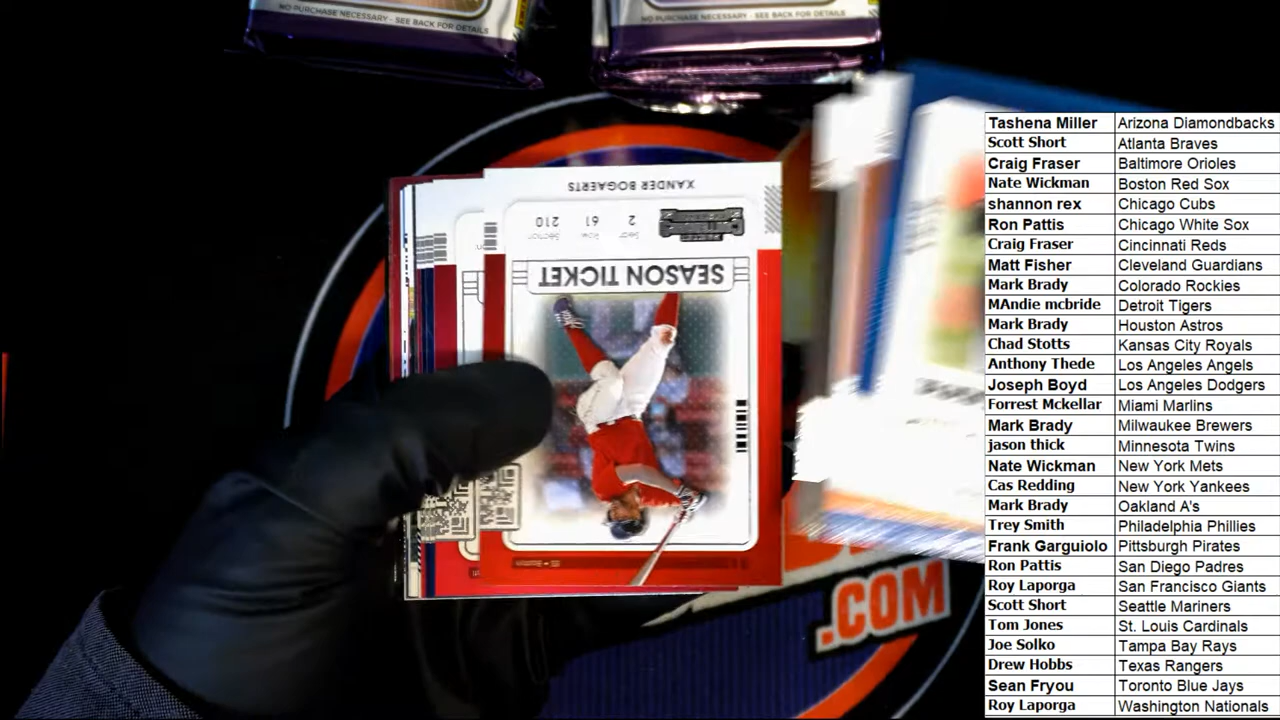 NO PURCHASE NECESSARY - SEE BACK FOR DETAILS
NO PURCHASE NECESSARY - SEE BACK FOR DETAILS
XANDER BOGAERTS
Seat Row Section
2 61 210
SEASON TICKET
.COM
Tashena Miller Arizona Diamondbacks
Scott Short Atlanta Braves
Craig Fraser Baltimore Orioles
Nate Wickman Boston Red Sox
shannon rex Chicago Cubs
Ron Pattis Chicago White Sox
Craig Fraser Cincinnati Reds
Matt Fisher Cleveland Guardians
Mark Brady Colorado Rockies
MAndie mcbride Detroit Tigers
Mark Brady Houston Astros
Chad Stotts Kansas City Royals
Anthony Thede Los Angeles Angels
Joseph Boyd Los Angeles Dodgers
Forrest Mckellar Miami Marlins
Mark Brady Milwaukee Brewers
jason thick Minnesota Twins
Nate Wickman New York Mets
Cas Redding New York Yankees
Mark Brady Oakland A's
Trey Smith Philadelphia Phillies
Frank Garguiolo Pittsburgh Pirates
Ron Pattis San Diego Padres
Roy Laporga San Francisco Giants
Scott Short Seattle Mariners
Tom Jones St. Louis Cardinals
Joe Solko Tampa Bay Rays
Drew Hobbs Texas Rangers
Sean Fryou Toronto Blue Jays
Roy Laporga Washington Nationals